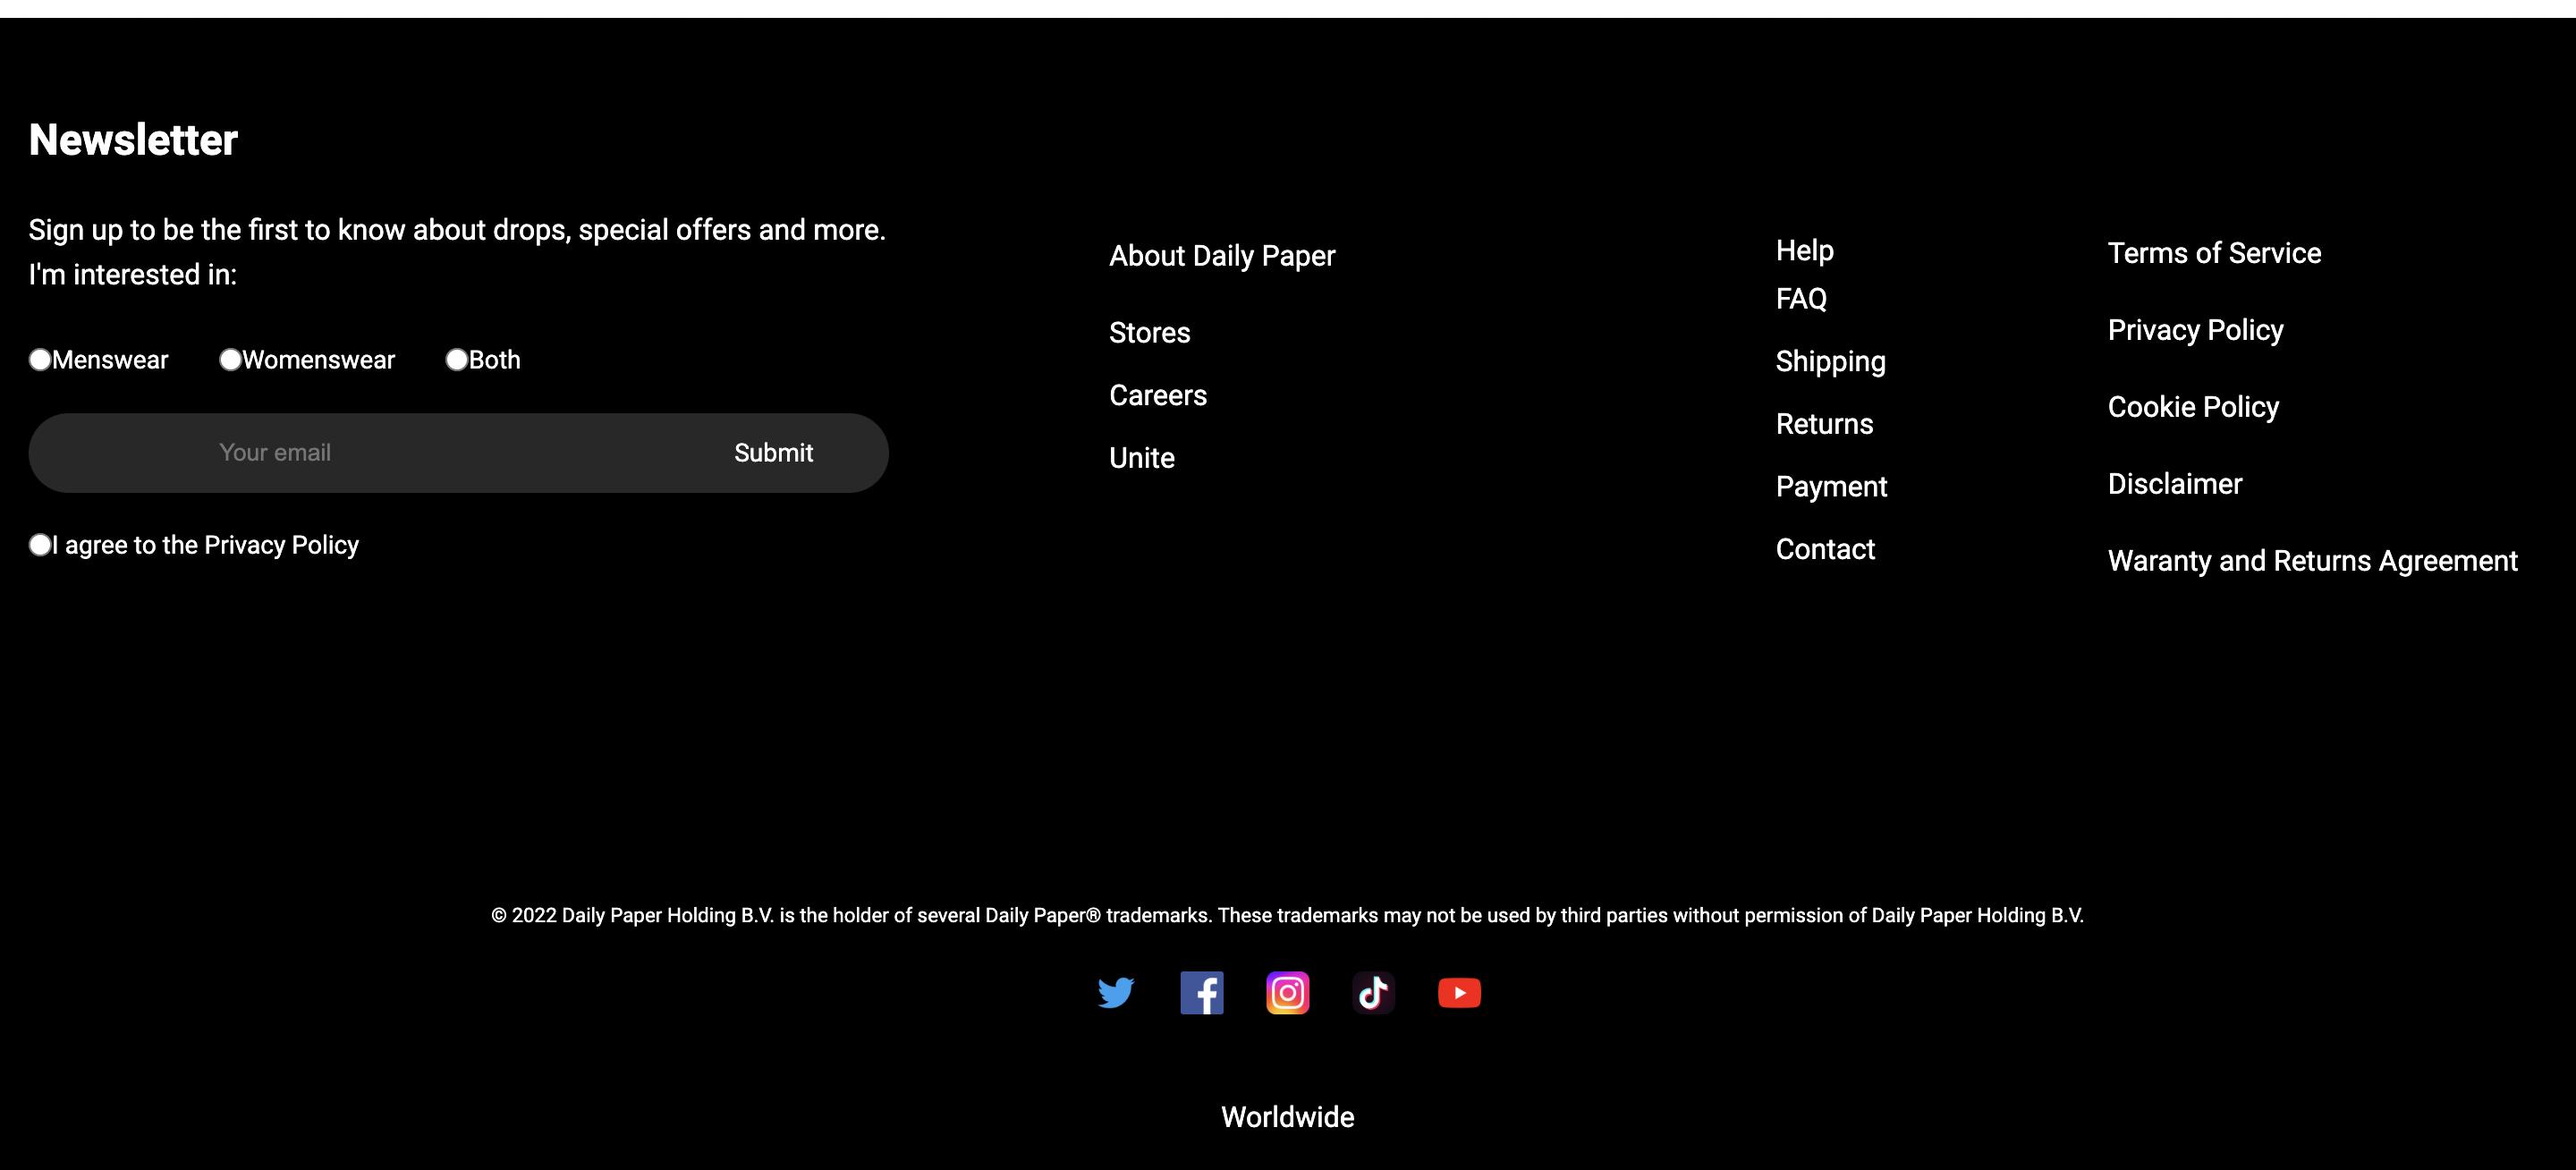 Newsletter
Sign up to be the first to know about drops, special offers and more.
I'm interested in:
Menswear
Womenswear
Both
Your email
Submit
I agree to the Privacy Policy
About Daily Paper
Stores
Careers
Unite
Help
FAQ
Shipping
Returns
Payment
Contact
Terms of Service
Privacy Policy
Cookie Policy
Disclaimer
Waranty and Returns Agreement
© 2022 Daily Paper Holding B.V. is the holder of several Daily Paper® trademarks. These trademarks may not be used by third parties without permission of Daily Paper Holding B.V.
Worldwide